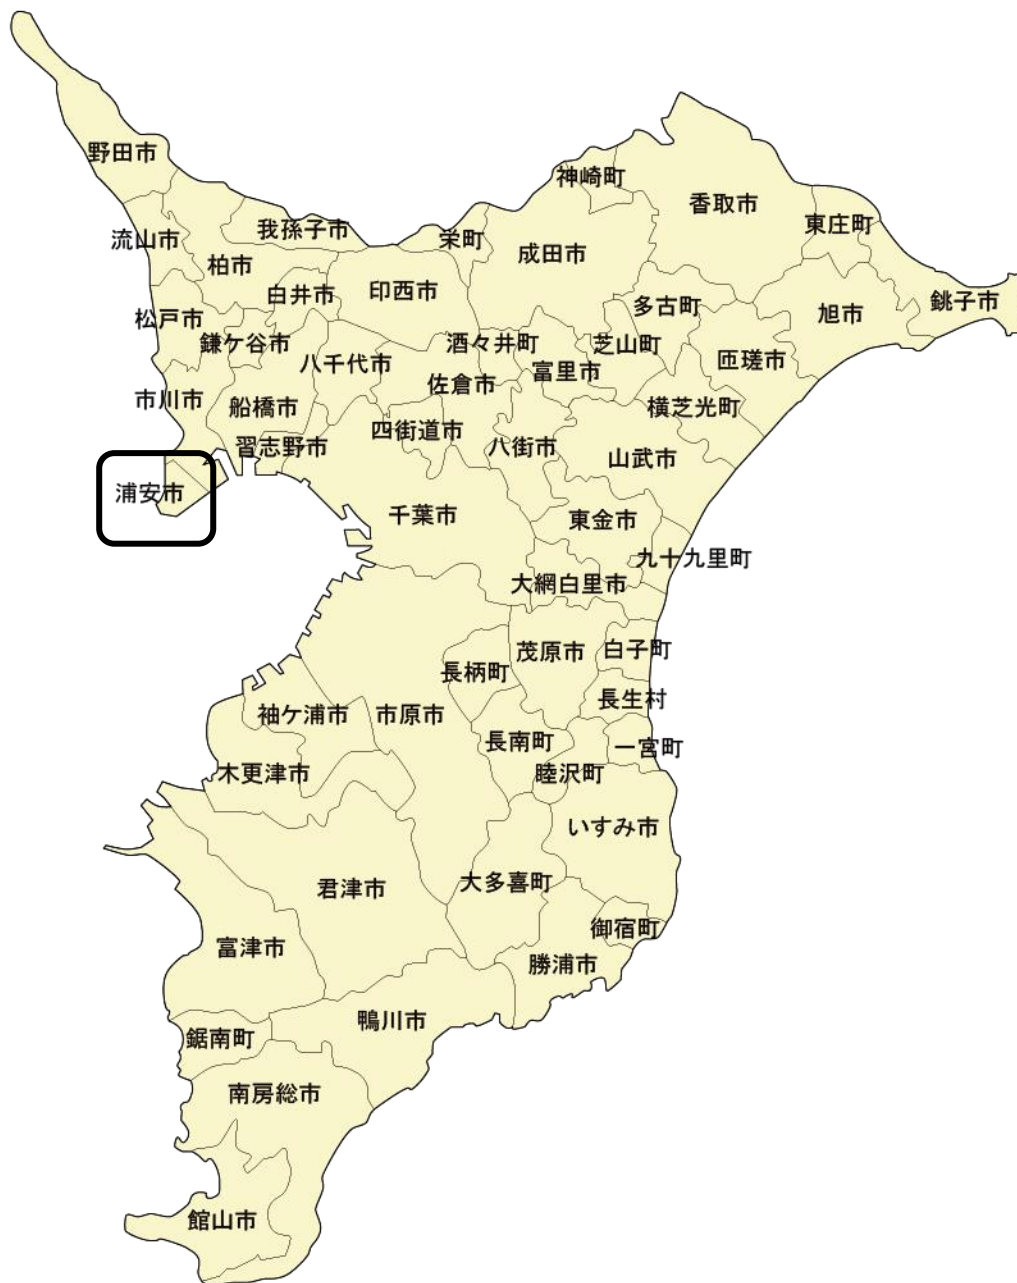 野田市
神崎町
香取市
我孫子市
東庄町
流山市
栄町
成田市
柏市
印西市
白井市
銚子市
多古町
旭市
松戸市
鎌ケ谷市
酒々井町
芝山町
八千代市
匝瑳市
富里市
佐倉市
市川市
船橋市
横芝光町
四街道市
習志野市
八街市
山武市
浦安市
千葉市
東金市
九十九里町
大網白里市
茂原市
白子町
長柄町
長生村
袖ケ浦市
市原市
長南町
一宮町
木更津市
睦沢町
いすみ市
大多喜町
君津市
御宿町
富津市
勝浦市
鴨川市
鋸南町
南房総市
館山市